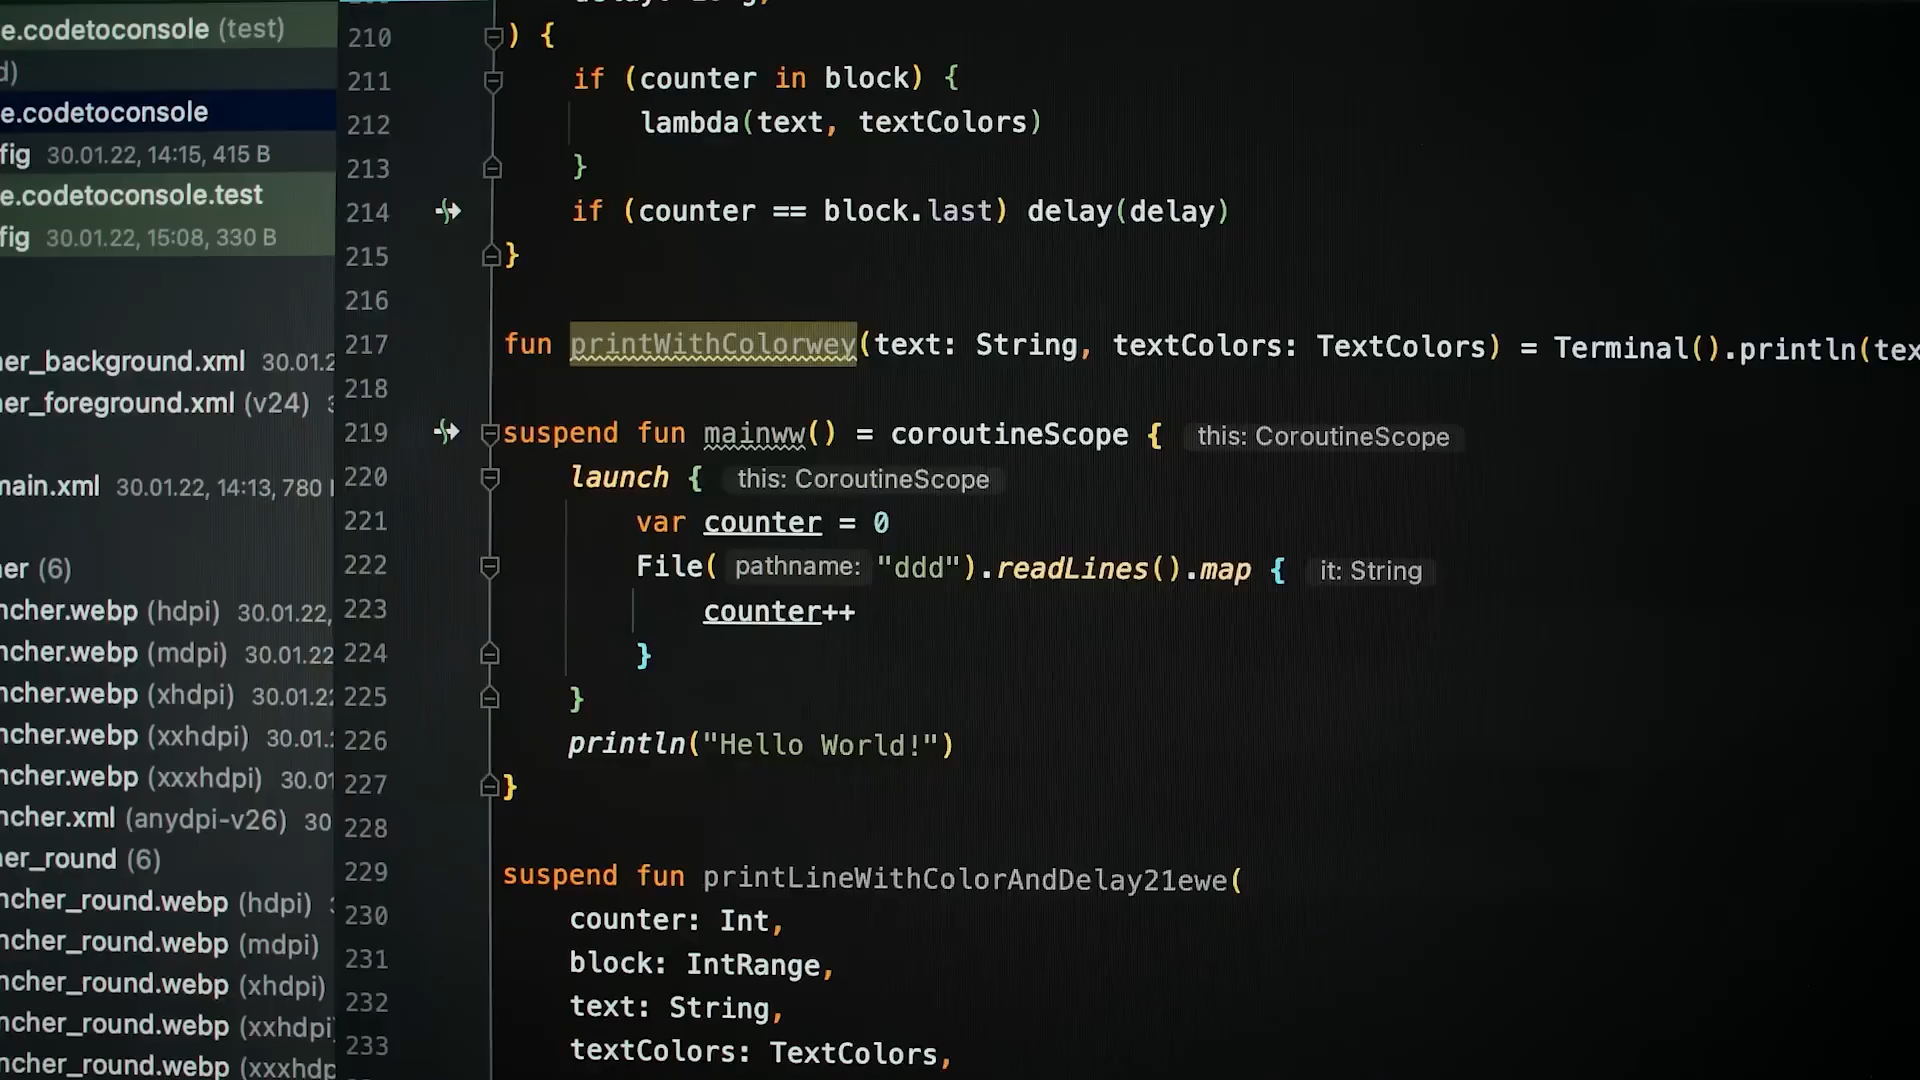 e.codetoconsole (test)
d)
e.codetoconsole
fig 30.01.22, 14:15, 415 B
e.codetoconsole.test
fig 30.01.22, 15:08, 330 B
er_background.xml 30.01.2
er_foreground.xml (v24)
main.xml 30.01.22, 14:13, 780
er (6)
ncher.webp (hdpi) 30.01.22,
ncher.webp (mdpi) 30.01.22
ncher.webp (xhdpi) 30.01.22
ncher.webp (xxhdpi) 30.01.
ncher.webp (xxxhdpi) 30.01
ncher.xml (anydpi-v26) 30
er_round (6)
ncher_round.webp (hdpi)
ncher_round.webp (mdpi)
ncher_round.webp (xhdpi)
ncher_round.webp (xxhdpi
ncher_round.webp (xxxhdp
210 ) {
211 if (counter in block) {
212 lambda(text, textColors)
213 }
214 if (counter == block.last) delay(delay)
215 }
216
217 fun printWithColorwey(text: String, textColors: TextColors) = Terminal().println(tex
218
219 suspend fun mainww() = coroutineScope { this: CoroutineScope
220 launch { this: CoroutineScope
221 var counter = 0
222 File( pathname: "ddd").readLines().map { it: String
223 counter++
224 }
225 }
226 println("Hello World!")
227 }
228
229 suspend fun printLineWithColorAndDelay21ewe(
230 counter: Int,
231 block: IntRange,
232 text: String,
233 textColors: TextColors,